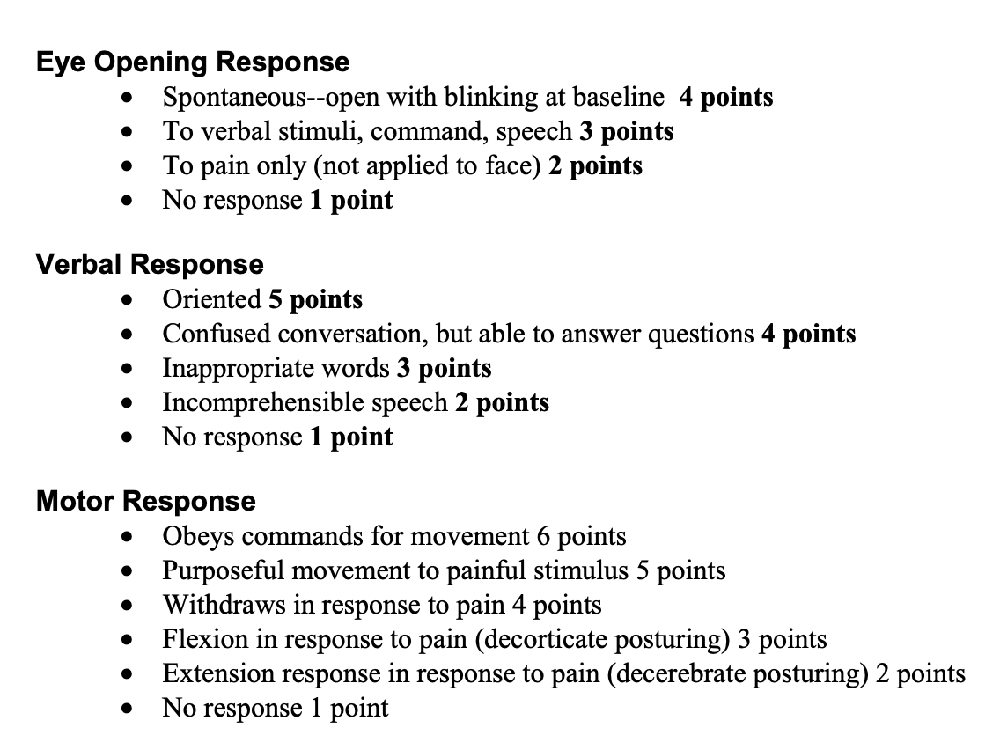 Eye Opening Response
• Spontaneous--open with blinking at baseline 4 points
• To verbal stimuli, command, speech 3 points
• To pain only (not applied to face) 2 points
• No response 1 point
Verbal Response
• Oriented 5 points
• Confused conversation, but able to answer questions 4 points
• Inappropriate words 3 points
• Incomprehensible speech 2 points
• No response 1 point
Motor Response
• Obeys commands for movement 6 points
• Purposeful movement to painful stimulus 5 points
• Withdraws in response to pain 4 points
• Flexion in response to pain (decorticate posturing) 3 points
• Extension response in response to pain (decerebrate posturing) 2 points
• No response 1 point